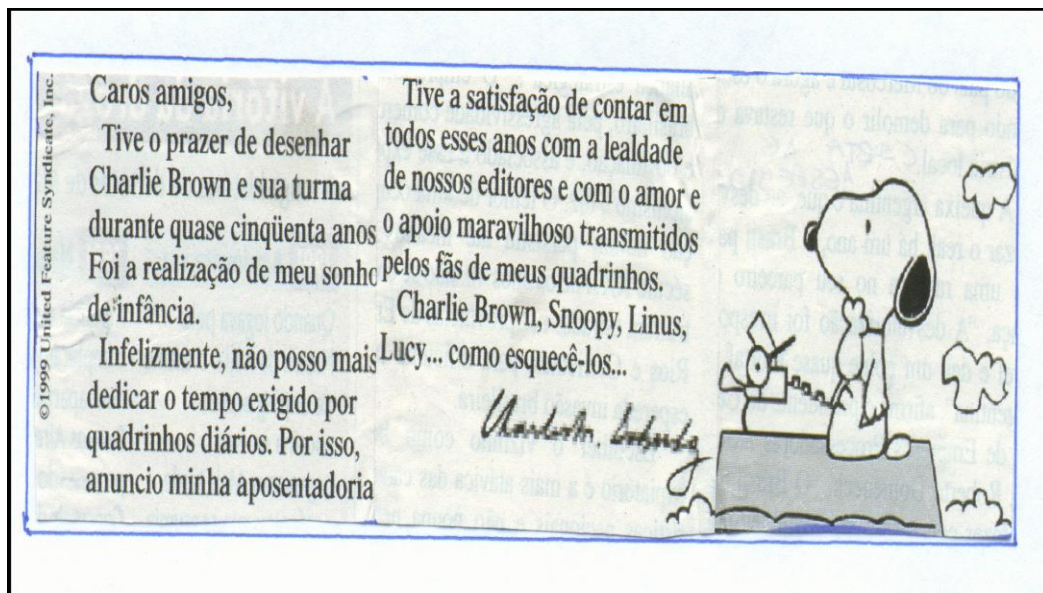 ©1999 United Feature Syndicate, Inc.
Caros amigos,
Tive o prazer de desenhar
Charlie Brown e sua turma
durante quase cinqüenta anos
Foi a realização de meu sonho
de infância.
Infelizmente, não posso mais
dedicar o tempo exigido por
quadrinhos diários. Por isso,
anuncio minha aposentadoria
Tive a satisfação de contar em
todos esses anos com a lealdade
de nossos editores e com o amor e
o apoio maravilhoso transmitidos
pelos fãs de meus quadrinhos.
Charlie Brown, Snoopy, Linus,
Lucy... como esquecê-los...